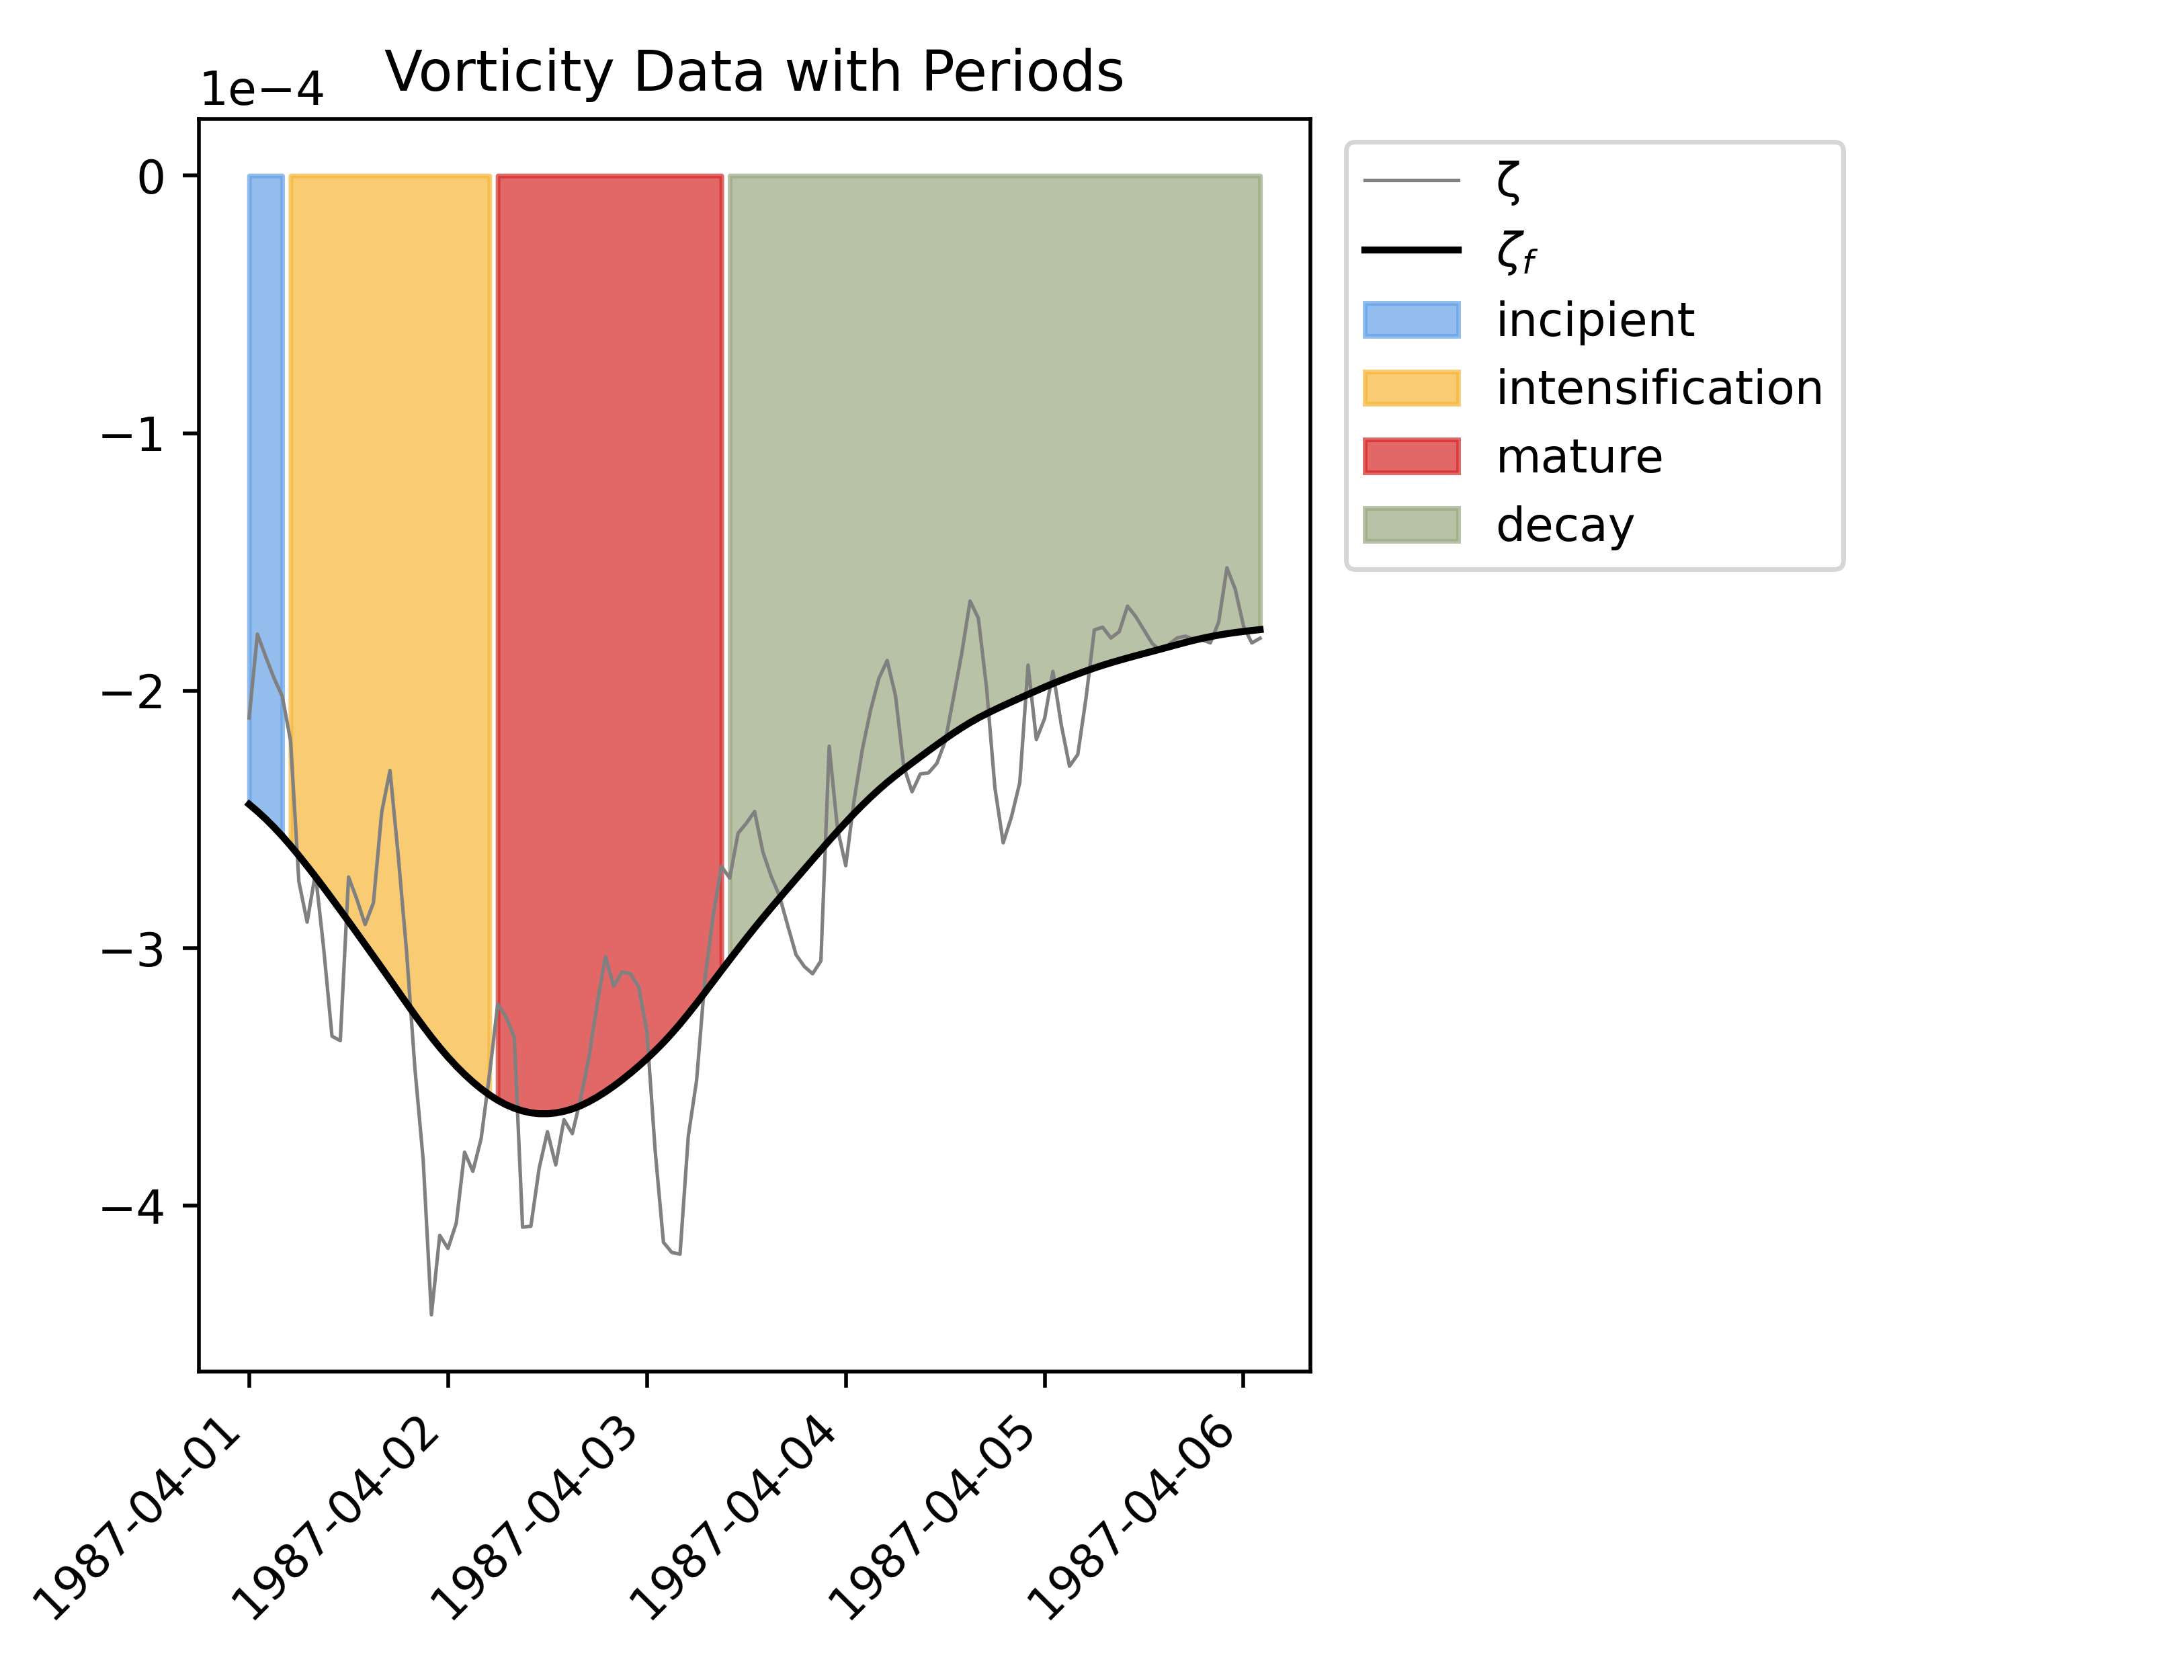 Vorticity Data with Periods
1e−4
0
−1
−2
−3
−4
1987-04-01
1987-04-02
1987-04-03
1987-04-04
1987-04-05
1987-04-06
ζ
ζf
incipient
intensification
mature
decay